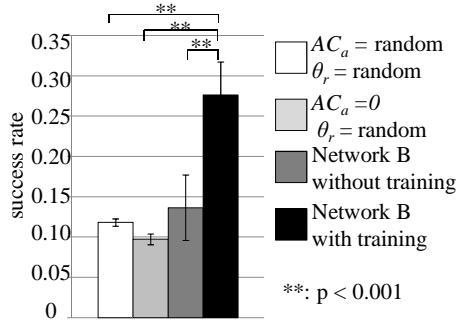 **
**
**
0.35
0.30
0.25
0.20
0.15
0.10
0.05
0
success rate
ACₐ = random
θᵣ = random
ACₐ =0
θᵣ = random
Network B
without training
Network B
with training
**: p < 0.001